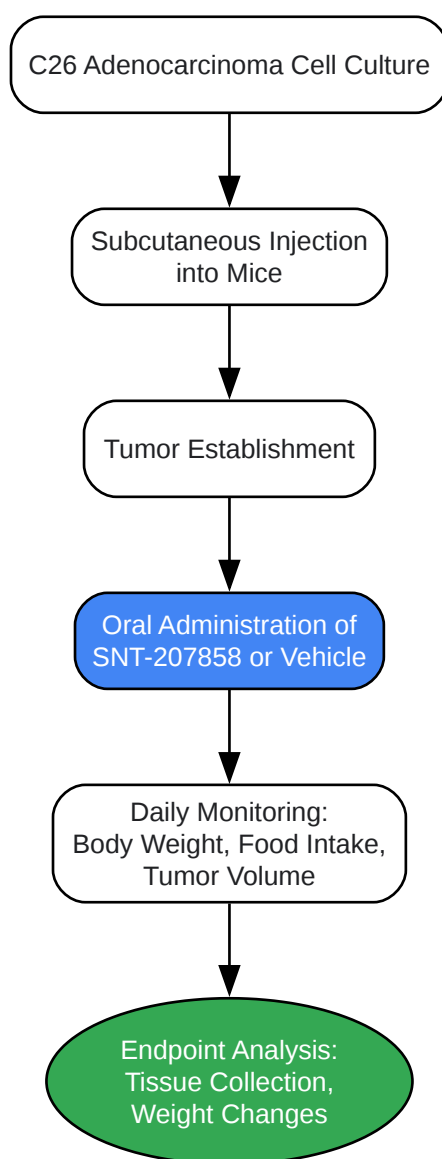 C26 Adenocarcinoma Cell Culture
Subcutaneous Injection
into Mice
Tumor Establishment
Oral Administration of
SNT-207858 or Vehicle
Daily Monitoring:
Body Weight, Food Intake,
Tumor Volume
Endpoint Analysis:
Tissue Collection,
Weight Changes